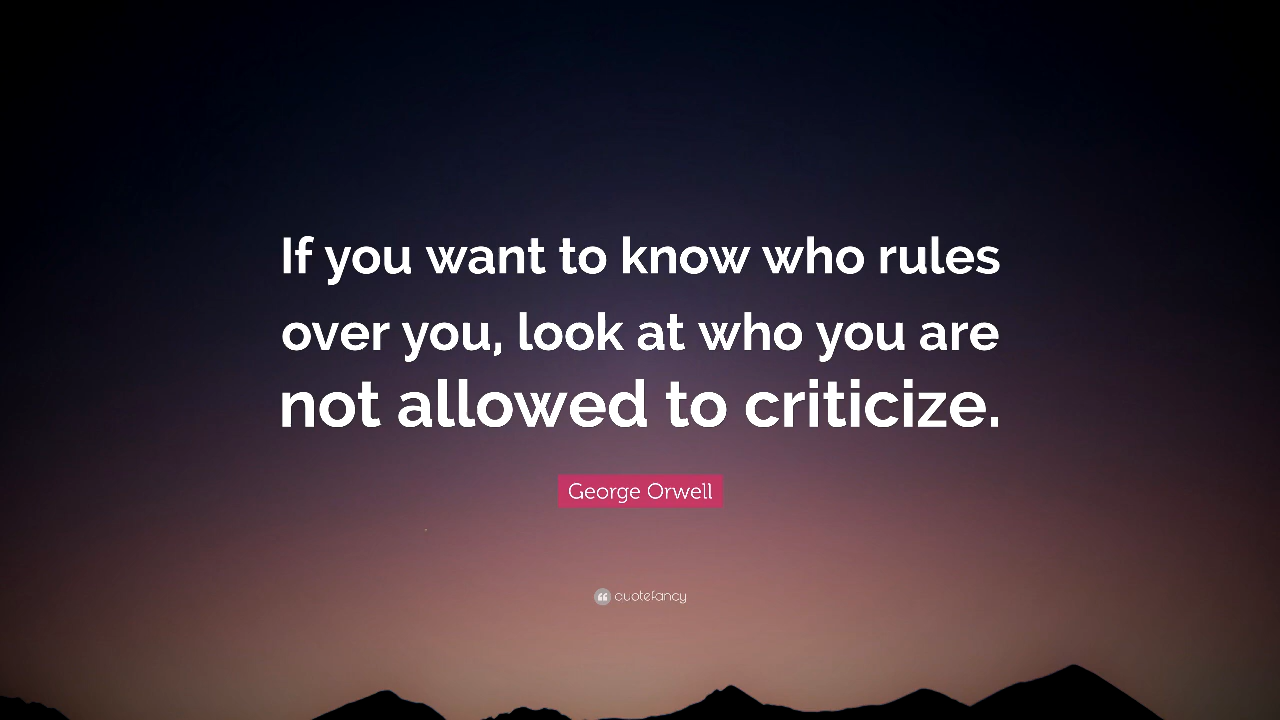 If you want to know who rules
over you, look at who you are
not allowed to criticize.
George Orwell
quotefancy